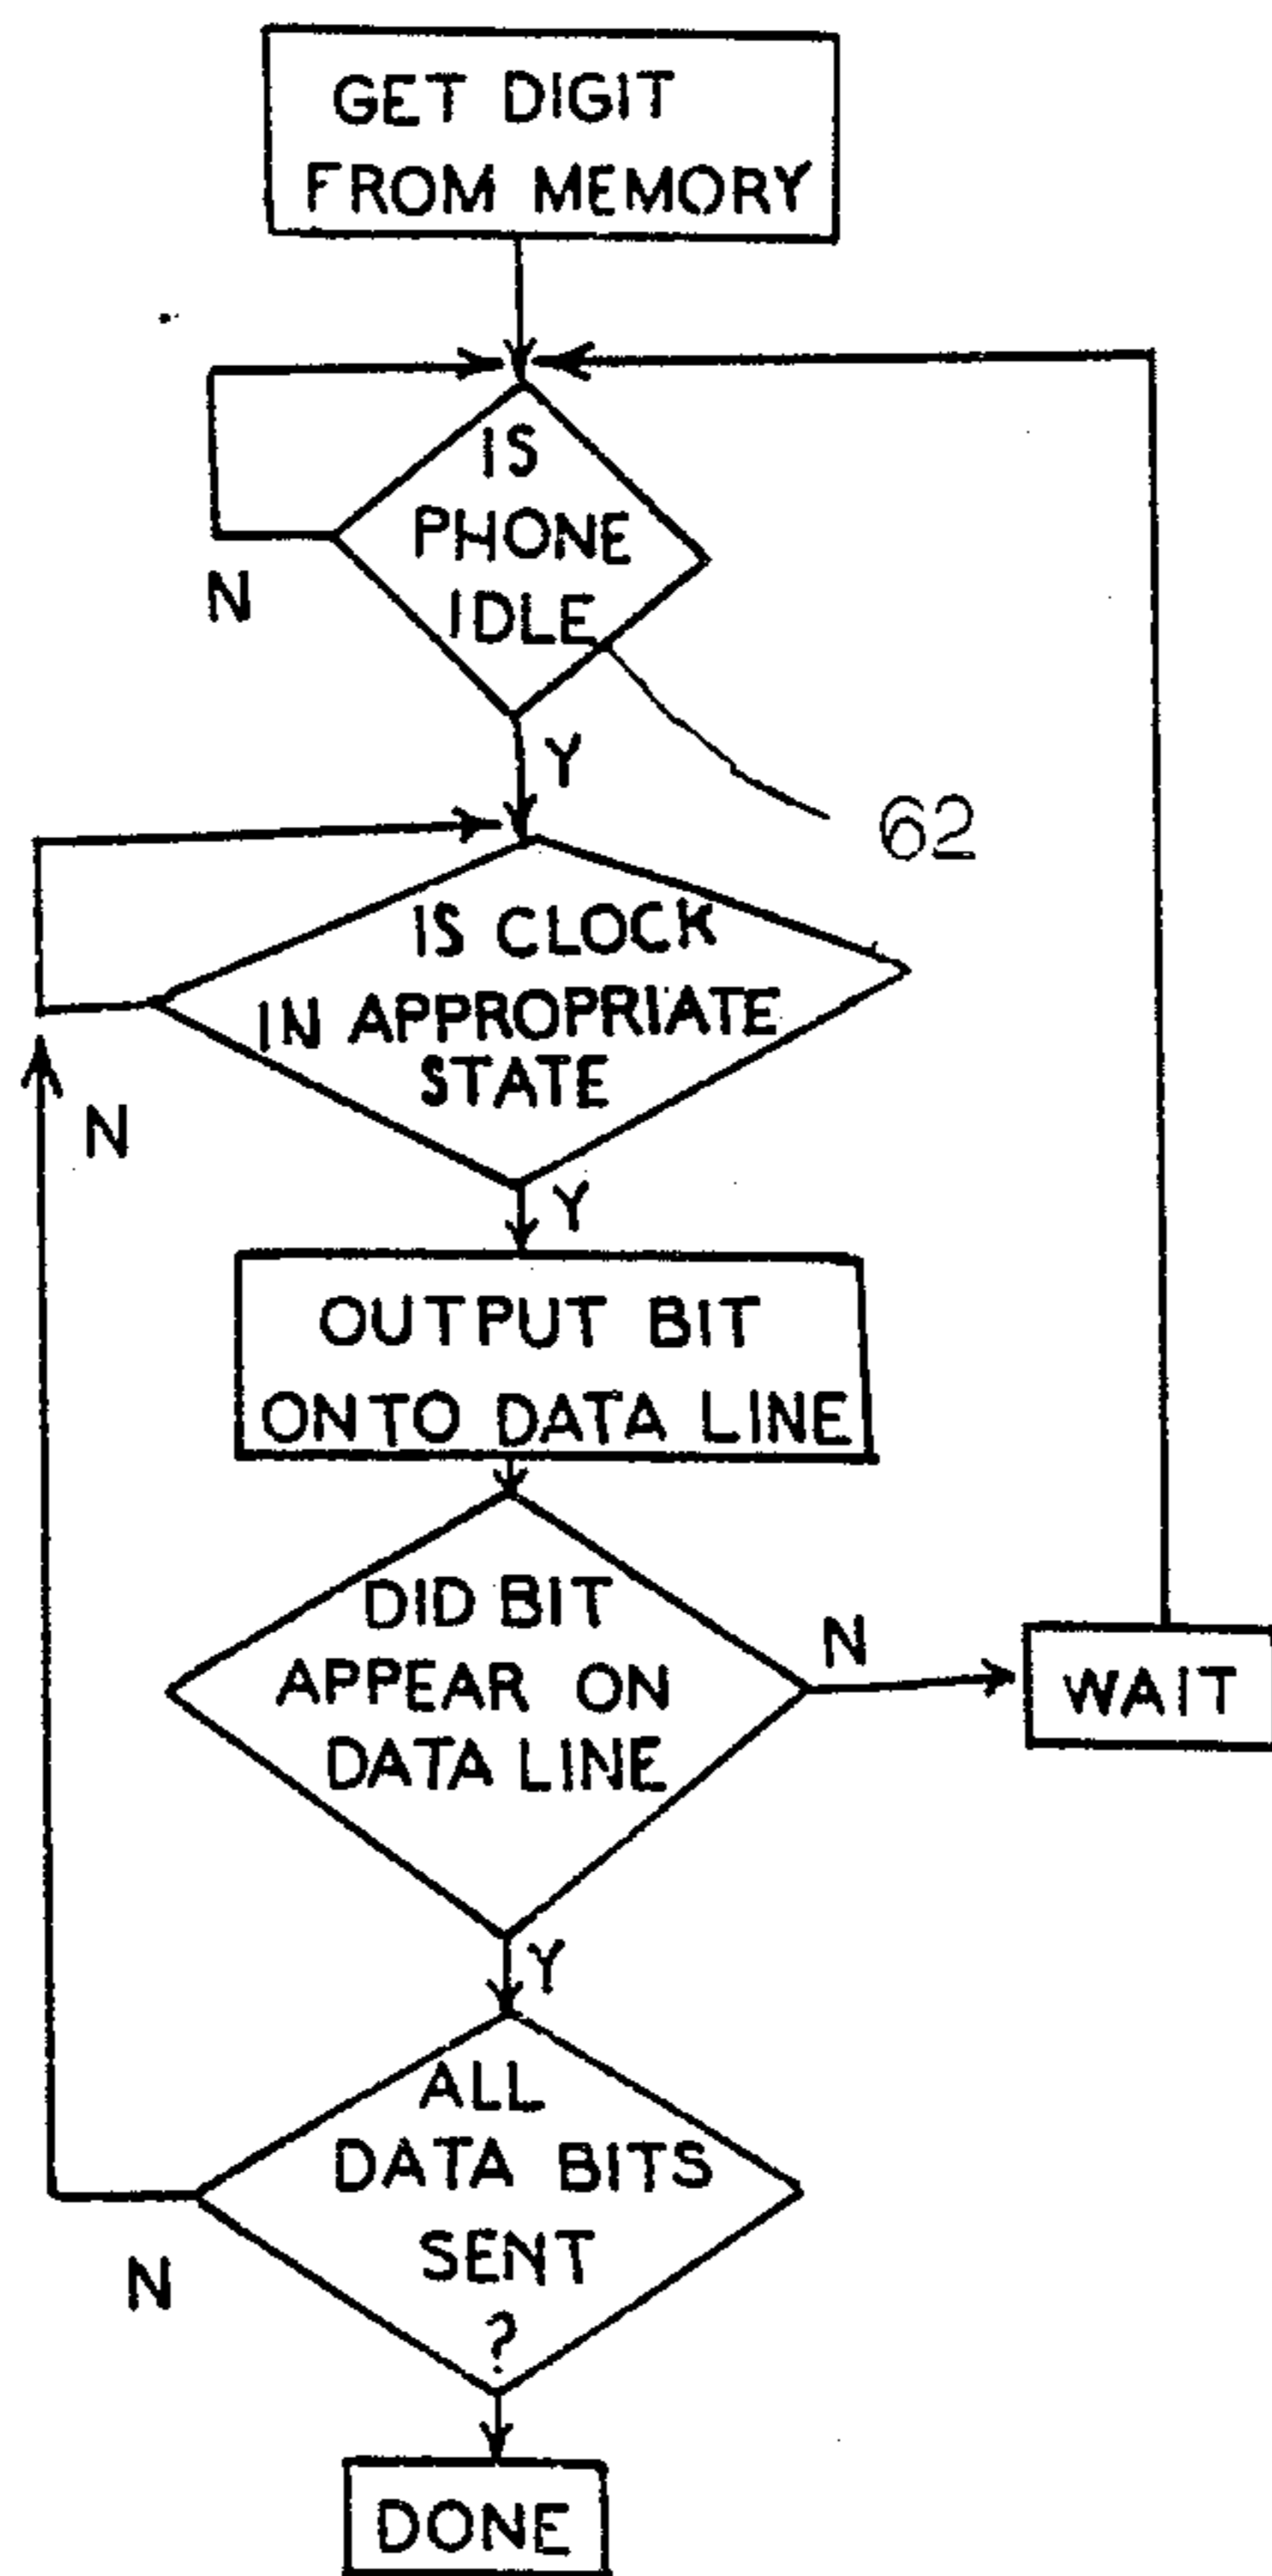 GET DIGIT
FROM MEMORY
IS
PHONE
IDLE
N
Y
62
IS CLOCK
IN APPROPRIATE
STATE
N
Y
OUTPUT BIT
ONTO DATA LINE
DID BIT
APPEAR ON
DATA LINE
N
WAIT
Y
ALL
DATA BITS
SENT
?
N
DONE